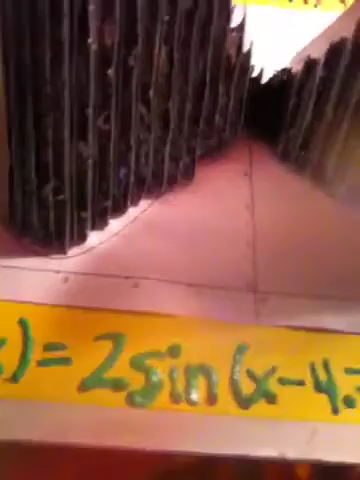 ) = 2sin(x-4.